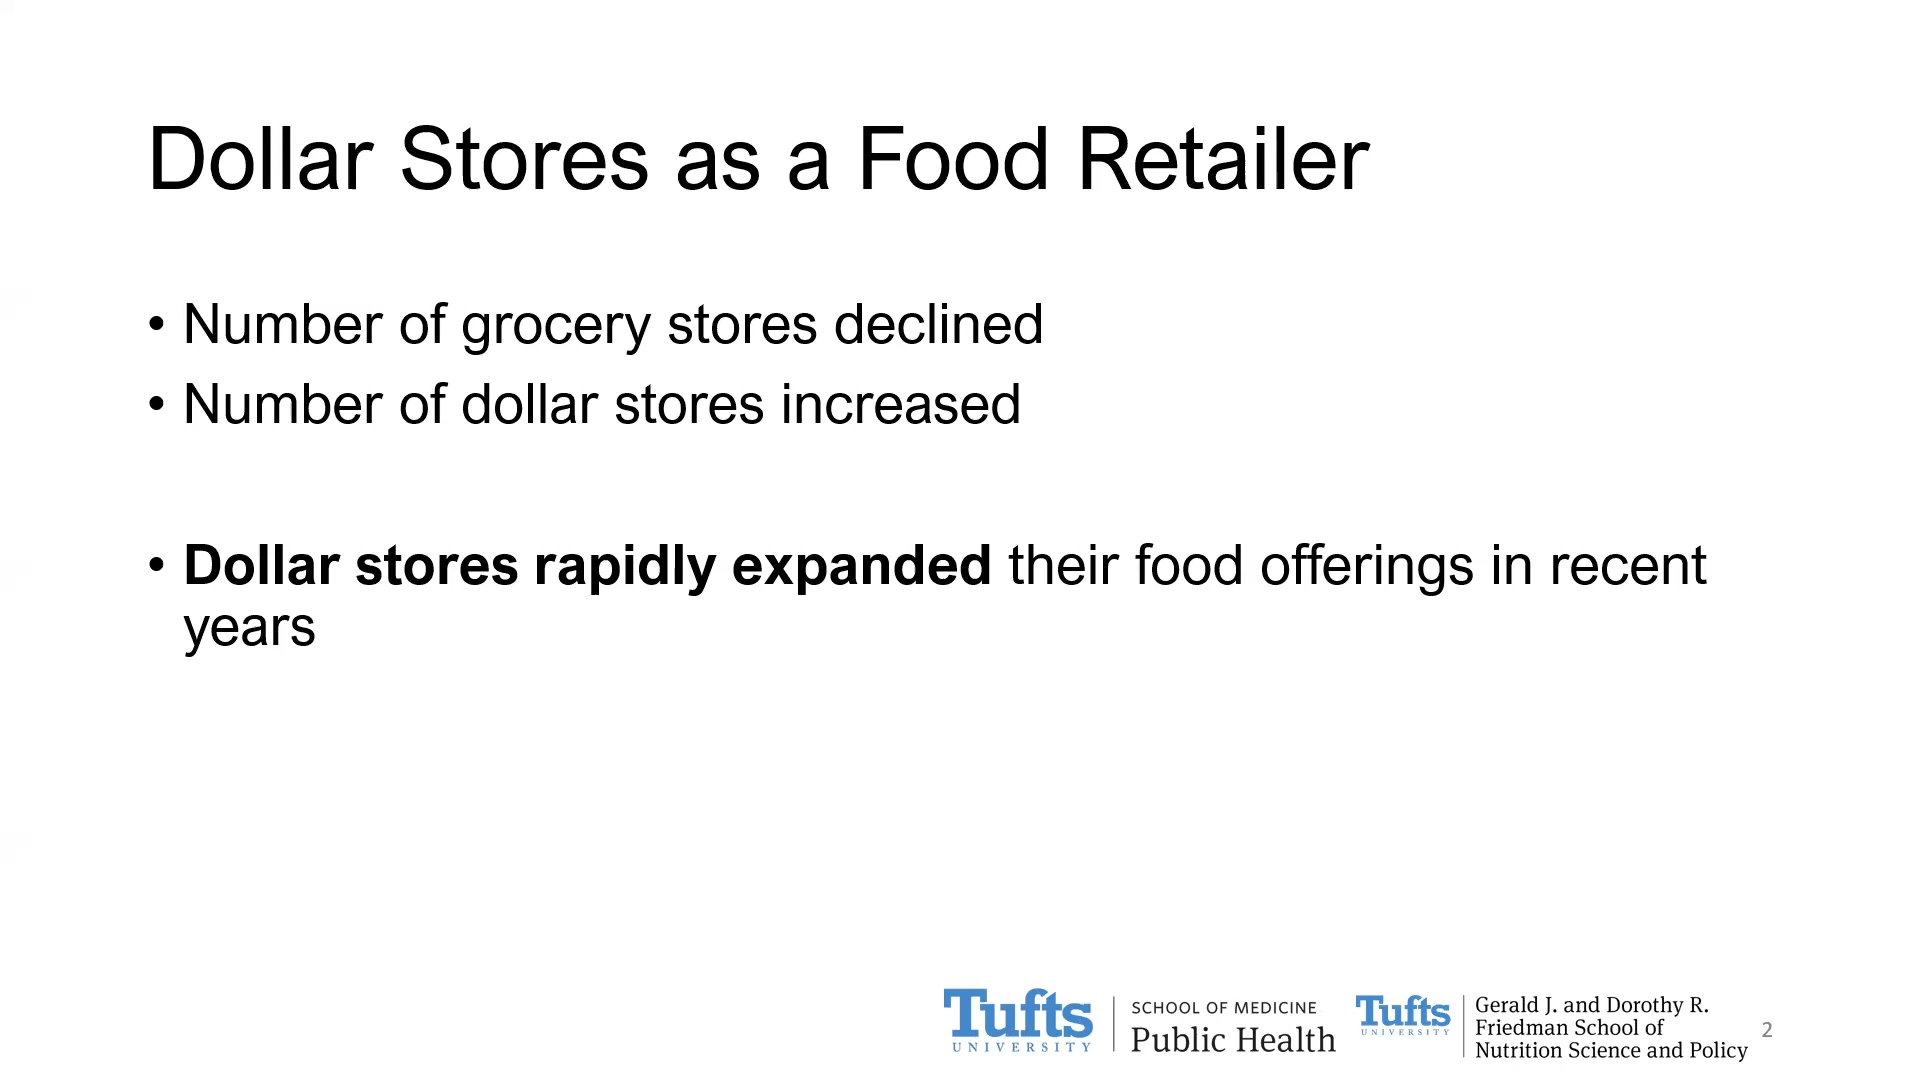 Dollar Stores as a Food Retailer
• Number of grocery stores declined
• Number of dollar stores increased
• Dollar stores rapidly expanded their food offerings in recent
years
Tufts
UNIVERSITY
SCHOOL OF MEDICINE
Public Health
Tufts
UNIVERSITY
Gerald J. and Dorothy R.
Friedman School of
Nutrition Science and Policy
2